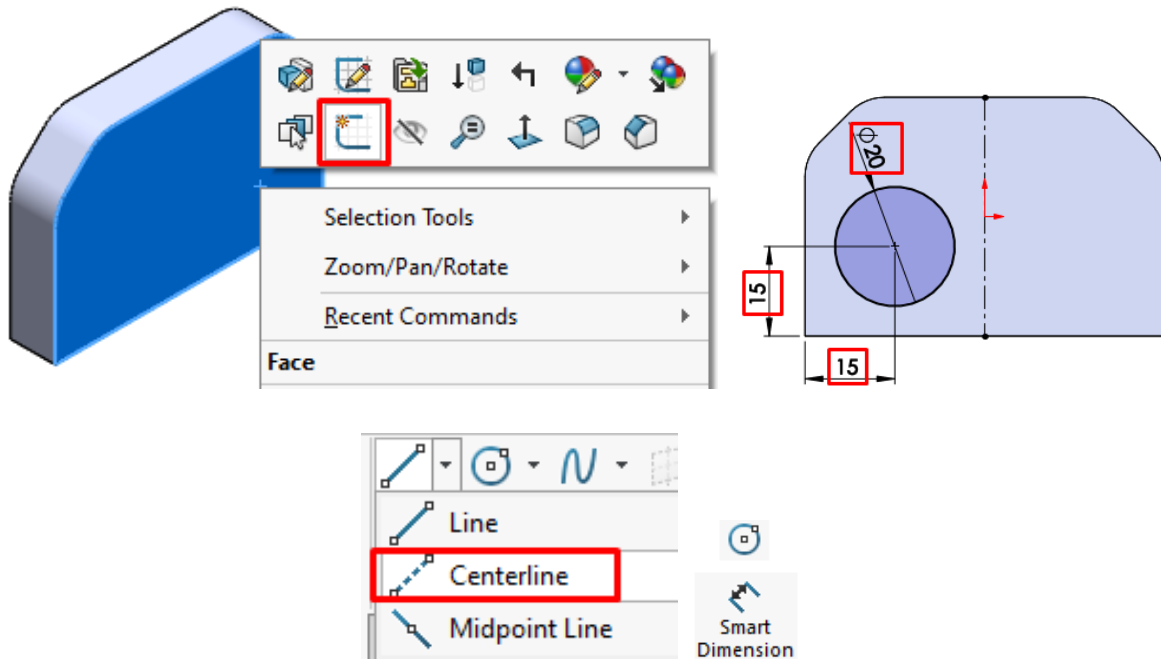 Selection Tools
Zoom/Pan/Rotate
Recent Commands
Face
⌀20
15
15
Line
Centerline
Midpoint Line
Smart
Dimension